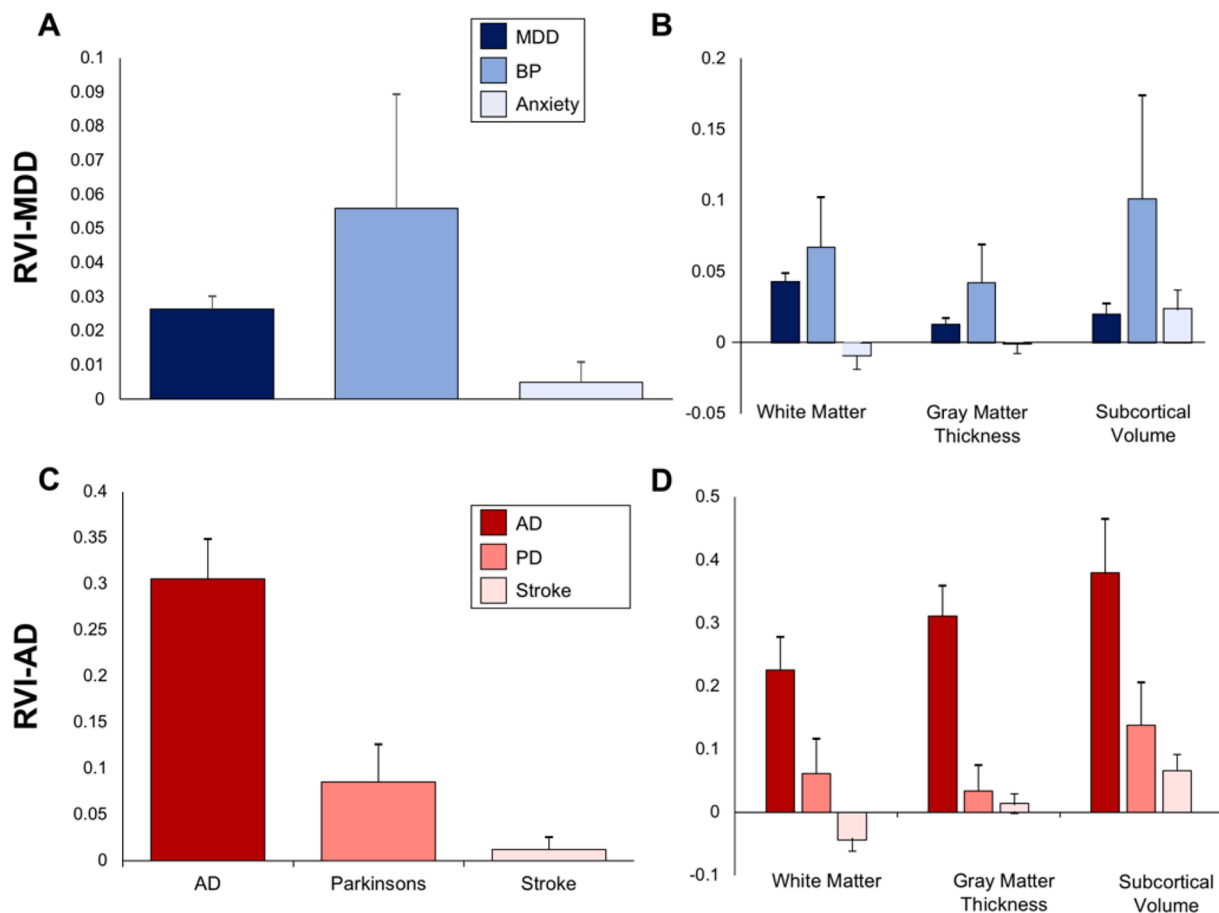 A
MDD
BP
Anxiety
RVI-MDD
0.1
0.09
0.08
0.07
0.06
0.05
0.04
0.03
0.02
0.01
0
B
0.2
0.15
0.1
0.05
0
-0.05
White Matter
Gray Matter
Thickness
Subcortical
Volume
C
AD
PD
Stroke
RVI-AD
0.4
0.35
0.3
0.25
0.2
0.15
0.1
0.05
0
AD
Parkinsons
Stroke
D
0.5
0.4
0.3
0.2
0.1
0
-0.1
White Matter
Gray Matter
Thickness
Subcortical
Volume